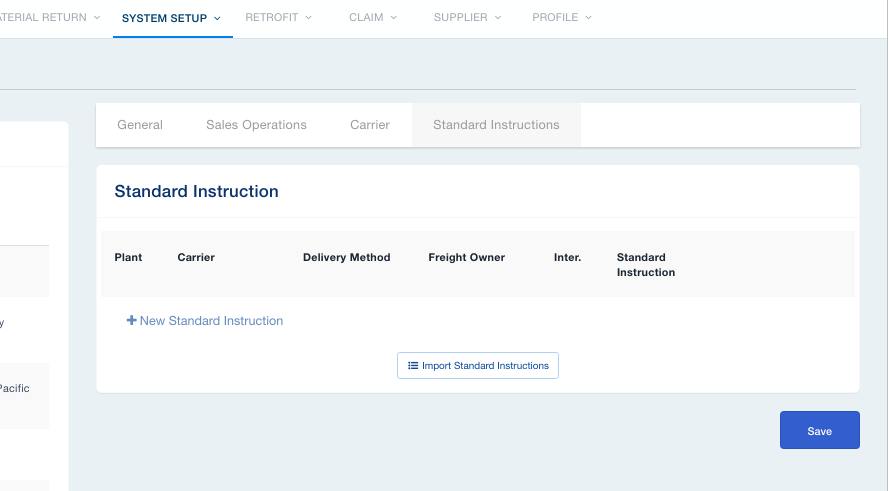 ATERIAL RETURN SYSTEM SETUP RETROFIT CLAIM SUPPLIER PROFILE
General Sales Operations Carrier Standard Instructions
Standard Instruction
Plant Carrier Delivery Method Freight Owner Inter. Standard
Instruction
New Standard Instruction
y
Import Standard Instructions
Pacific
Save